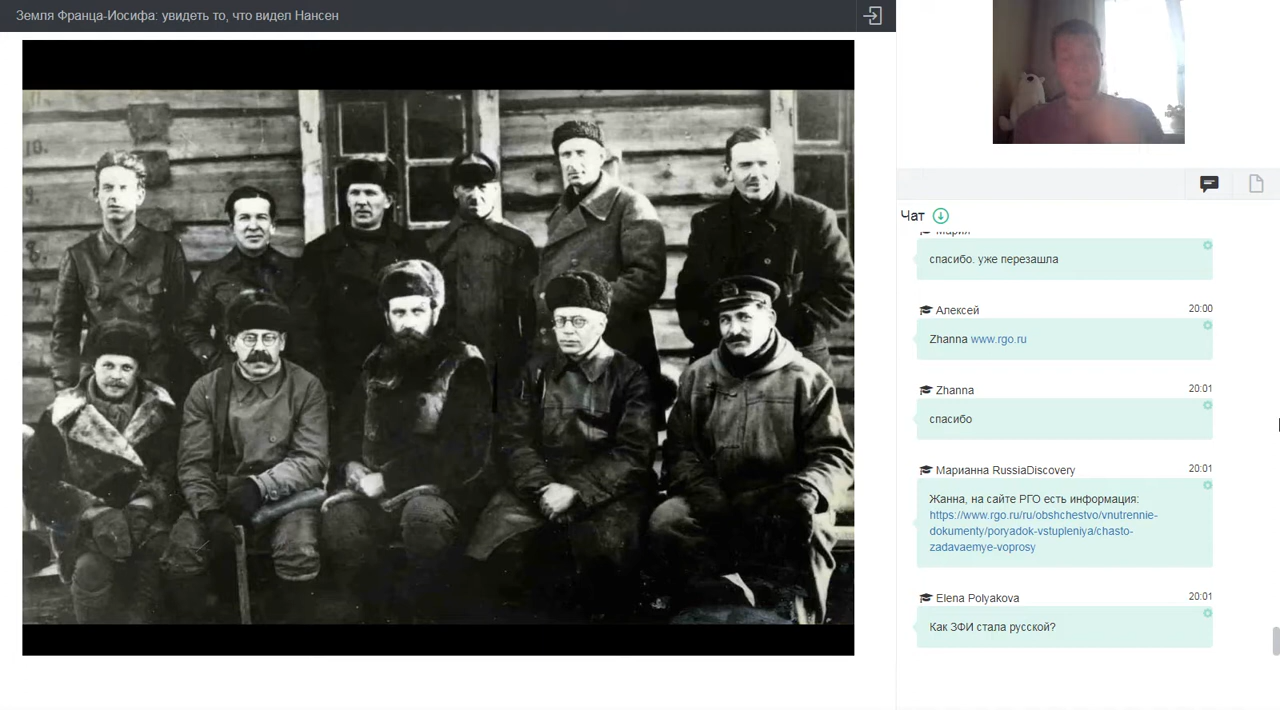 Земля Франца-Иосифа: увидеть то, что видел Нансен
10.
Чат
Мария
спасибо. уже перезашла
Алексей 20:00
Zhanna www.rgo.ru
Zhanna 20:01
спасибо
Марианна RussiaDiscovery 20:01
Жанна, на сайте РГО есть информация:
https://www.rgo.ru/ru/obshchestvo/vnutrennie-
dokumenty/poryadok-vstupleniya/chasto-
zadavaemye-voprosy
Elena Polyakova 20:01
Как ЗФИ стала русской?